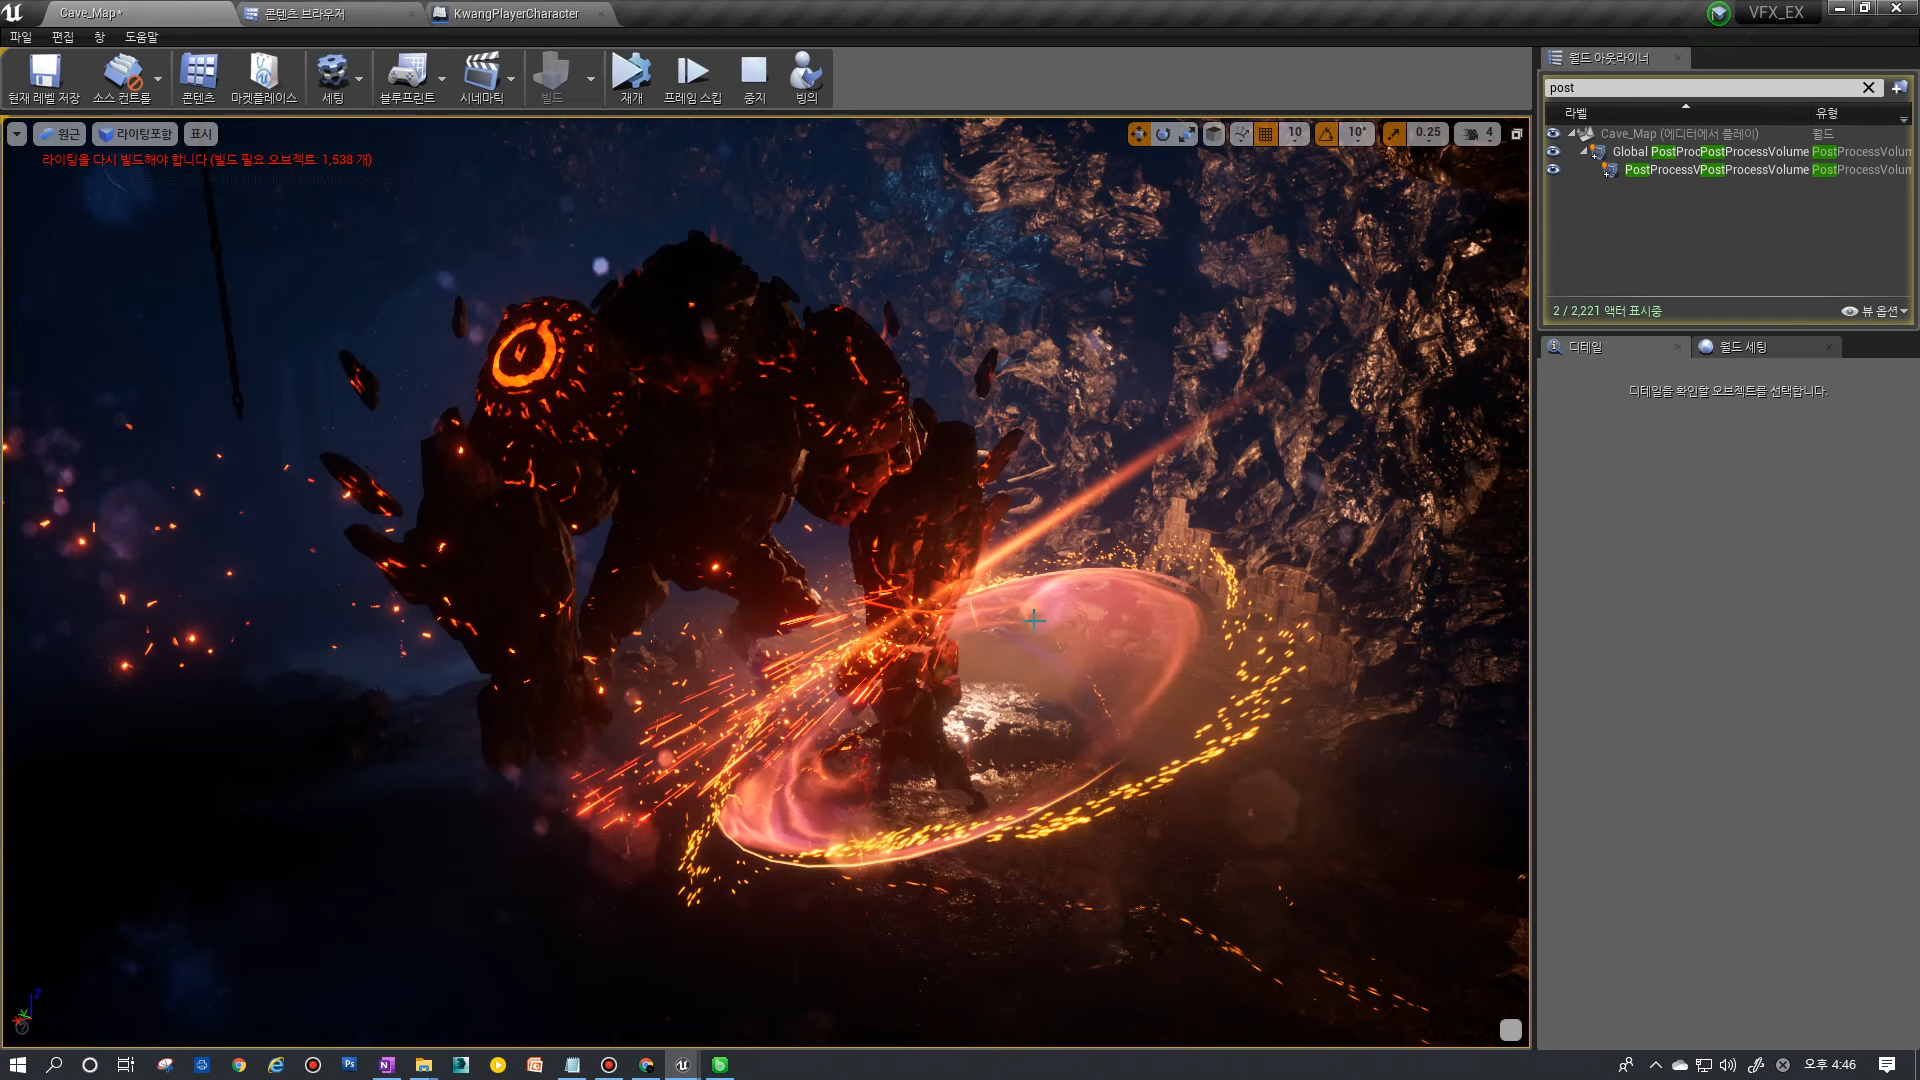 Cave_Map*
콘텐츠 브라우저
KwangPlayerCharacter
VFX_EX
파일 편집 창 도움말
현재 레벨 저장
소스 컨트롤
콘텐츠
마켓플레이스
세팅
블루프린트
시네마틱
빌드
재개
프레임 스킵
중지
빙의
원근
라이팅포함
표시
10
10°
0.25
4
라이팅을 다시 빌드해야 합니다 (빌드 필요 오브젝트: 1,538 개)
월드 아웃라이너
post
라벨
유형
Cave_Map (에디터에서 플레이) 월드
Global PostProcPostProcessVolume PostProcessVolum
PostProcessVPostProcessVolume PostProcessVolum
2 / 2,221 액터 표시중
뷰 옵션
디테일
월드 세팅
디테일을 확인할 오브젝트를 선택합니다.
Z
오후 4:46